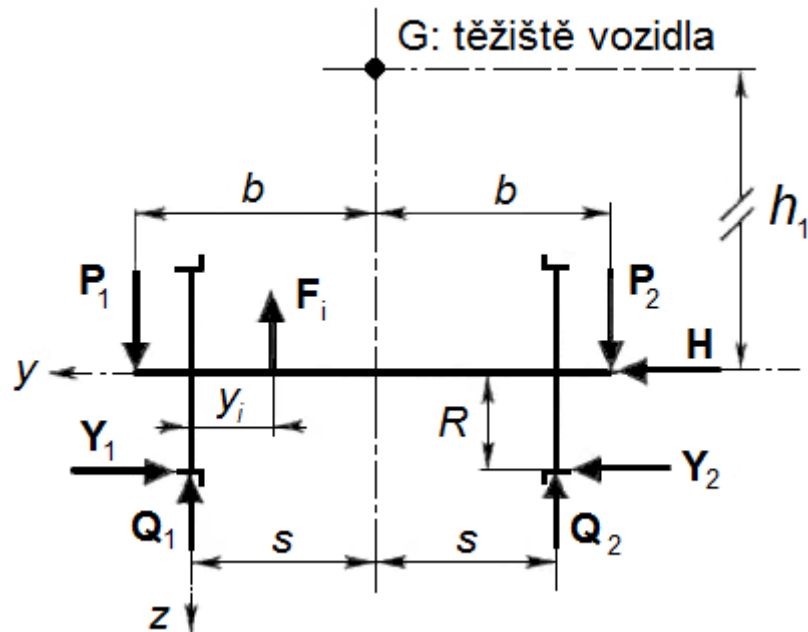 G: těžiště vozidla
b b
h₁
P₁ Fᵢ P₂
H
y
yᵢ R
Y₁ Y₂
Q₁ Q₂
s s
z